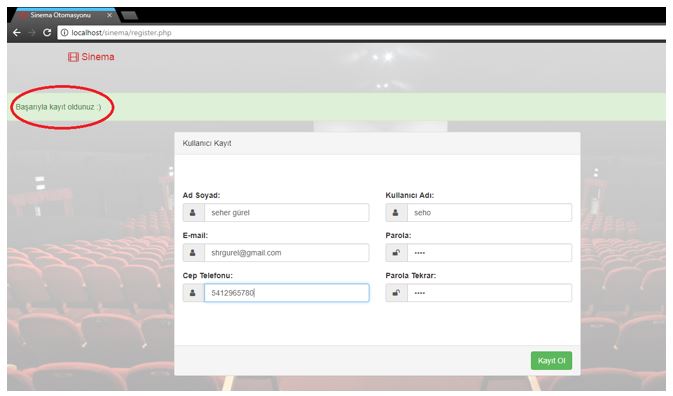 Sinema Otomasyonu
localhost/sinema/register.php
Sinema
Başarıyla kayıt oldunuz :)
Kullanıcı Kayıt
Ad Soyad:
Kullanıcı Adı:
seher gürel
seho
E-mail:
Parola:
shrgurel@gmail.com
••••
Cep Telefonu:
Parola Tekrar:
5412965780
••••
Kayıt Ol